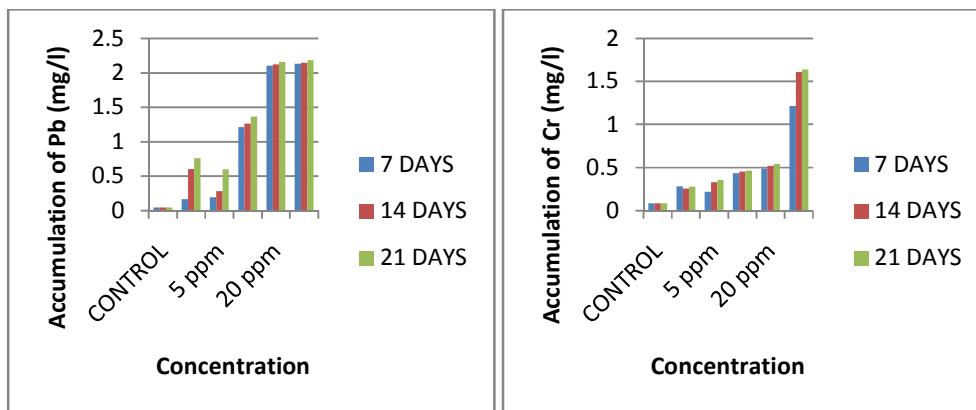 Accumulation of Pb (mg/l)
2.5
2
1.5
1
0.5
0
CONTROL
5 ppm
20 ppm
Concentration
7 DAYS
14 DAYS
21 DAYS
Accumulation of Cr (mg/l)
2
1.5
1
0.5
0
CONTROL
5 ppm
20 ppm
Concentration
7 DAYS
14 DAYS
21 DAYS